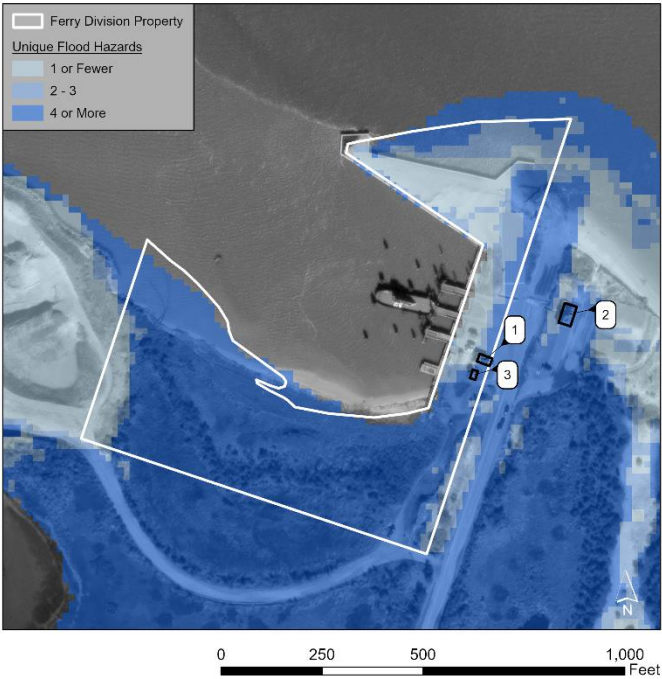 Ferry Division Property
Unique Flood Hazards
1 or Fewer
2 - 3
4 or More
1
2
3
N
0 250 500 1,000
Feet